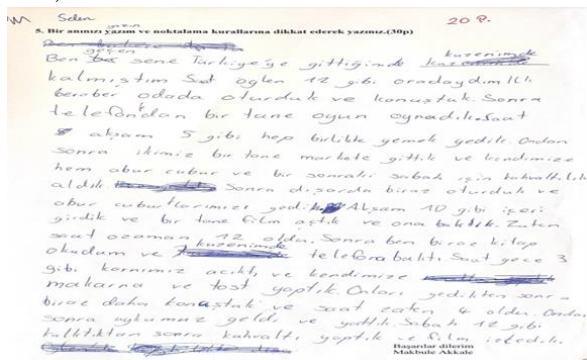 Selin 20 P.
5. Bir anınızı yazım ve noktalama kurallarına dikkat ederek yazınız.(30p)
geçen yazın kuzenimde
Ben sene Türkiye'ye gittiğimde
kalmıştım Saat öğlen 12 gibi oradaydım
beraber odada oturduk ve konuştuk. Sonra
telefondan bir tane oyun oynadık. Saat
akşam 5 gibi hep birlikte yemek yedik. Ondan
sonra ikimiz bir tane markete gittik ve kendimize
hem abur cubur ve bir sonraki sabah için kahvaltılık
aldık. Sonra dışarda biraz oturduk ve
abur cuburlarımızı yedik Akşam 10 gibi içeri
girdik ve bir tane film açtık ve ona baktık. Zaten
saat ozaman 12 oldu. Sonra ben biraz kitap
okudum ve kuzenimde telefona baktı. Saat gece 3
gibi karnımız acıktı ve kendimize
makarna ve tost yaptık. Onları yedikten sonra
biraz daha konuştuk ve saat zaten 4 oldu. Ondan
sonra uykumuz geldi ve yattık. Sabah 12 gibi
kalktıktan sonra kahvaltı yaptık ve film izledik.
Başarılar dilerim
Makbule Akkale